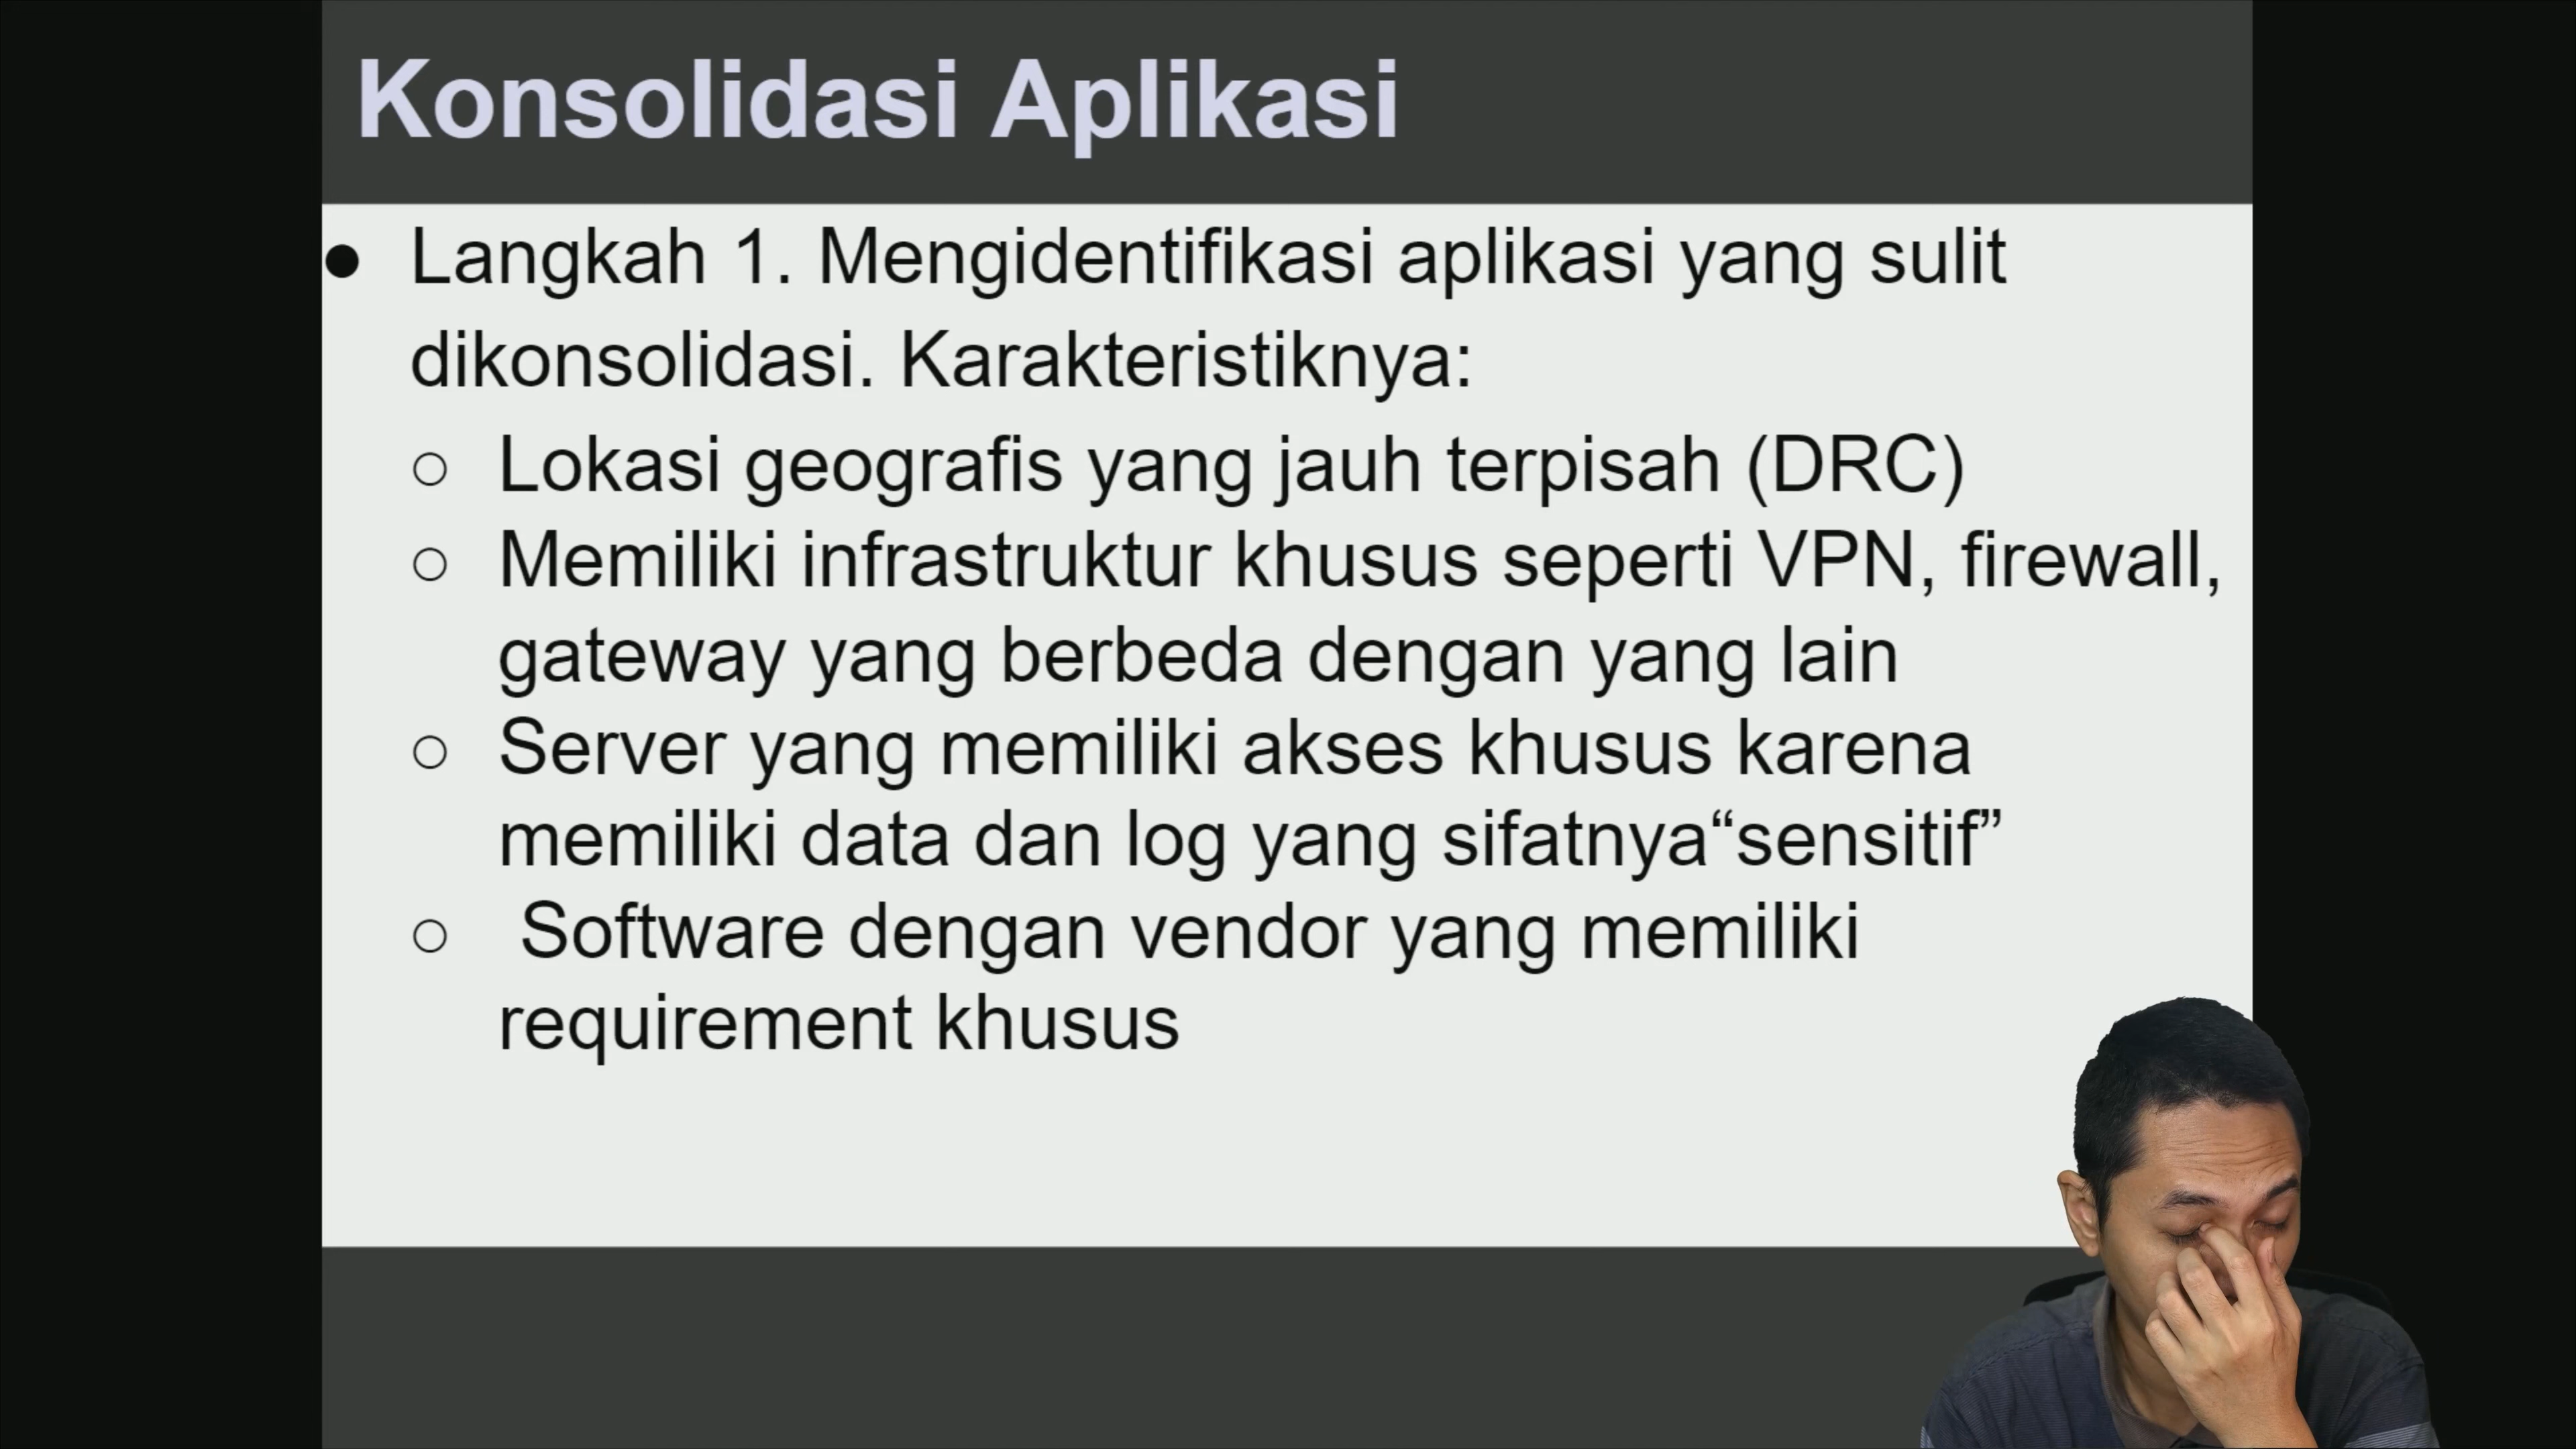 Konsolidasi Aplikasi
● Langkah 1. Mengidentifikasi aplikasi yang sulit
dikonsolidasi. Karakteristiknya:
○ Lokasi geografis yang jauh terpisah (DRC)
○ Memiliki infrastruktur khusus seperti VPN, firewall,
gateway yang berbeda dengan yang lain
○ Server yang memiliki akses khusus karena
memiliki data dan log yang sifatnya“sensitif”
○ Software dengan vendor yang memiliki
requirement khusus